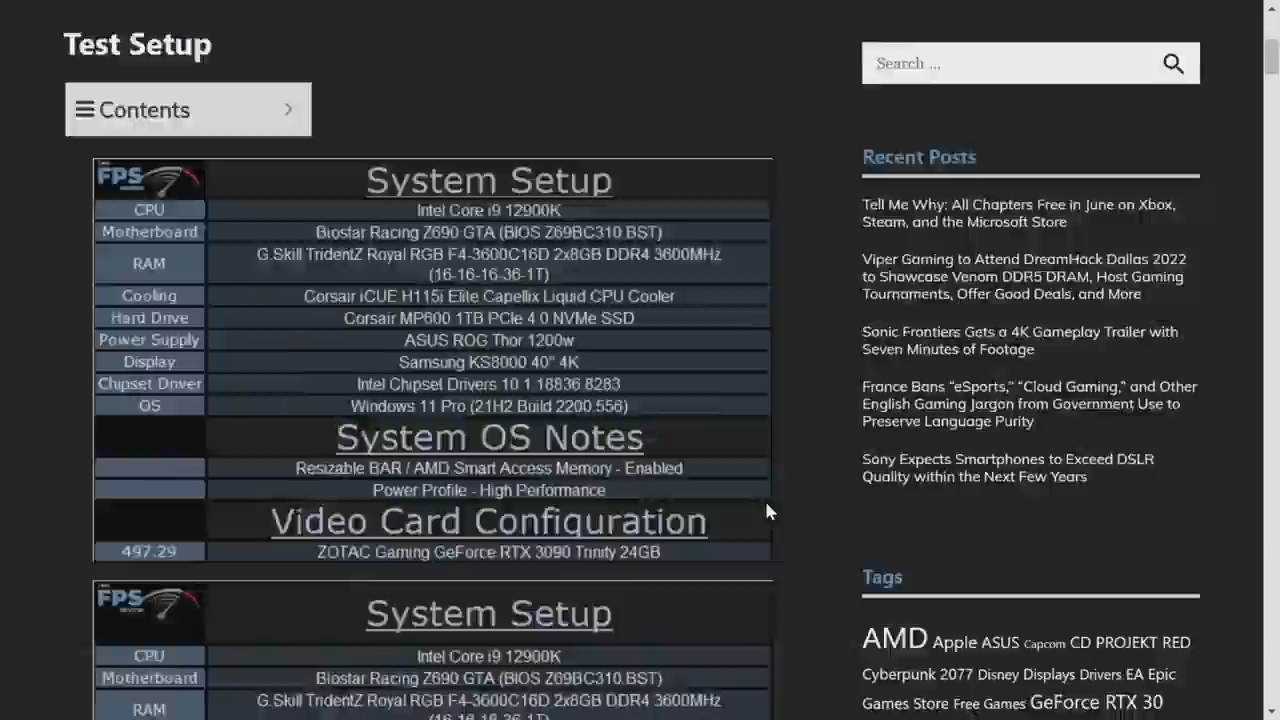 Test Setup
Contents
FPS
System Setup
CPU
Intel Core i9 12900K
Motherboard
Biostar Racing Z690 GTA (BIOS Z69BC310.BST)
RAM
G.Skill TridentZ Royal RGB F4-3600C16D 2x8GB DDR4 3600MHz
(16-16-16-36-1T)
Cooling
Corsair iCUE H115i Elite Capellix Liquid CPU Cooler
Hard Drive
Corsair MP600 1TB PCIe 4.0 NVMe SSD
Power Supply
ASUS ROG Thor 1200w
Display
Samsung KS8000 40" 4K
Chipset Driver
Intel Chipset Drivers 10.1.18836.8283
OS
Windows 11 Pro (21H2 Build 2200.556)
System OS Notes
Resizable BAR / AMD Smart Access Memory - Enabled
Power Profile - High Performance
Video Card Configuration
497.29
ZOTAC Gaming GeForce RTX 3090 Trinity 24GB
FPS
System Setup
CPU
Intel Core i9 12900K
Motherboard
Biostar Racing Z690 GTA (BIOS Z69BC310.BST)
RAM
G.Skill TridentZ Royal RGB F4-3600C16D 2x8GB DDR4 3600MHz
(16-16-16-36-1T)
Search ...
Recent Posts
Tell Me Why: All Chapters Free in June on Xbox,
Steam, and the Microsoft Store
Viper Gaming to Attend DreamHack Dallas 2022
to Showcase Venom DDR5 DRAM, Host Gaming
Tournaments, Offer Good Deals, and More
Sonic Frontiers Gets a 4K Gameplay Trailer with
Seven Minutes of Footage
France Bans “eSports,” “Cloud Gaming,” and Other
English Gaming Jargon from Government Use to
Preserve Language Purity
Sony Expects Smartphones to Exceed DSLR
Quality within the Next Few Years
Tags
AMD Apple ASUS Capcom CD PROJEKT RED
Cyberpunk 2077 Disney Displays Drivers EA Epic
Games Store Free Games GeForce RTX 30